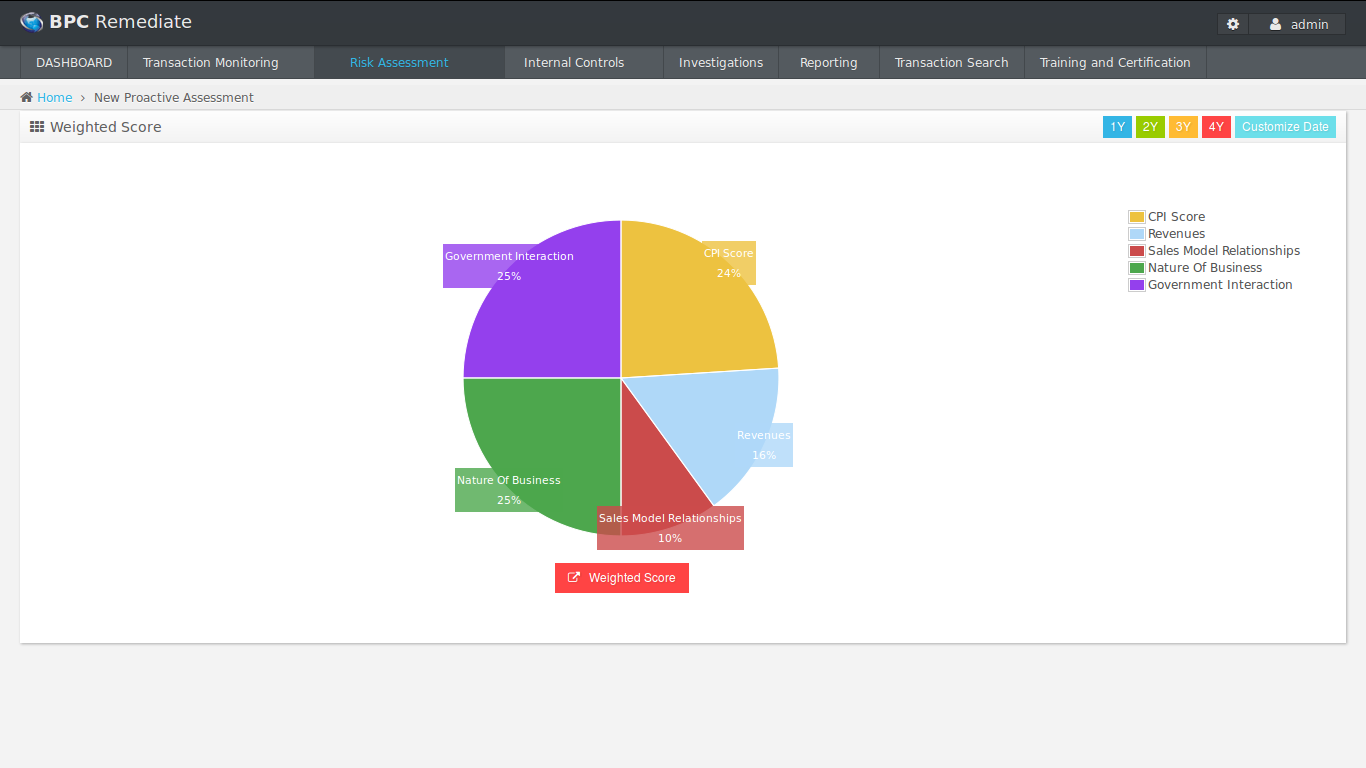 BPC Remediate
admin
DASHBOARD Transaction Monitoring Risk Assessment Internal Controls Investigations Reporting Transaction Search Training and Certification
Home › New Proactive Assessment
Weighted Score
1Y 2Y 3Y 4Y Customize Date
Government Interaction
25%
CPI Score
24%
Revenues
16%
Nature Of Business
25%
Sales Model Relationships
10%
CPI Score
Revenues
Sales Model Relationships
Nature Of Business
Government Interaction
Weighted Score